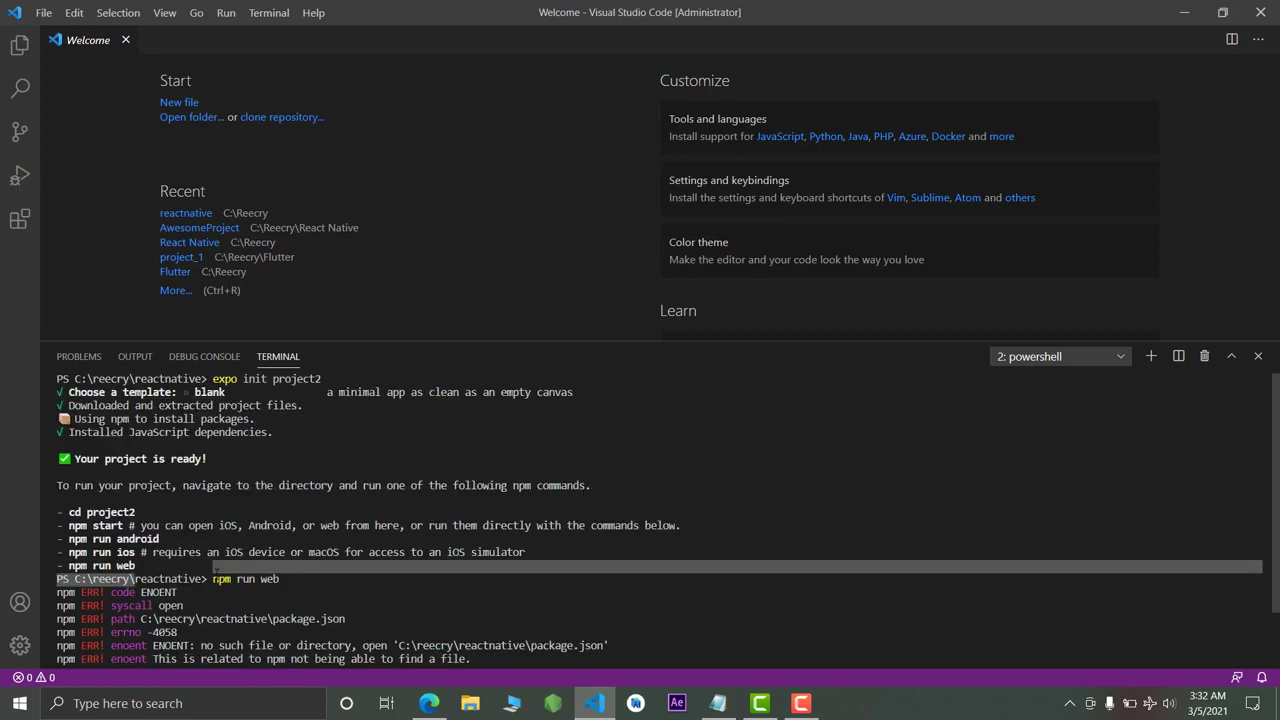 File Edit Selection View Go Run Terminal Help
Welcome - Visual Studio Code [Administrator]
Welcome
Start
New file
Open folder... or clone repository...
Recent
reactnative C:\Reecry
AwesomeProject C:\Reecry\React Native
React Native C:\Reecry
project_1 C:\Reecry\Flutter
Flutter C:\Reecry
More... (Ctrl+R)
Customize
Tools and languages
Install support for JavaScript, Python, Java, PHP, Azure, Docker and more
Settings and keybindings
Install the settings and keyboard shortcuts of Vim, Sublime, Atom and others
Color theme
Make the editor and your code look the way you love
Learn
PROBLEMS OUTPUT DEBUG CONSOLE TERMINAL
2: powershell
PS C:\reecry\reactnative> expo init project2
√ Choose a template: » blank a minimal app as clean as an empty canvas
√ Downloaded and extracted project files.
Using npm to install packages.
√ Installed JavaScript dependencies.
✅ Your project is ready!
To run your project, navigate to the directory and run one of the following npm commands.
- cd project2
- npm start # you can open iOS, Android, or web from here, or run them directly with the commands below.
- npm run android
- npm run ios # requires an iOS device or macOS for access to an iOS simulator
- npm run web
PS C:\reecry\reactnative> npm run web
npm ERR! code ENOENT
npm ERR! syscall open
npm ERR! path C:\reecry\reactnative\package.json
npm ERR! errno -4058
npm ERR! enoent ENOENT: no such file or directory, open 'C:\reecry\reactnative\package.json'
npm ERR! enoent This is related to npm not being able to find a file.
0 0
Type here to search
Ae
3:32 AM
3/5/2021